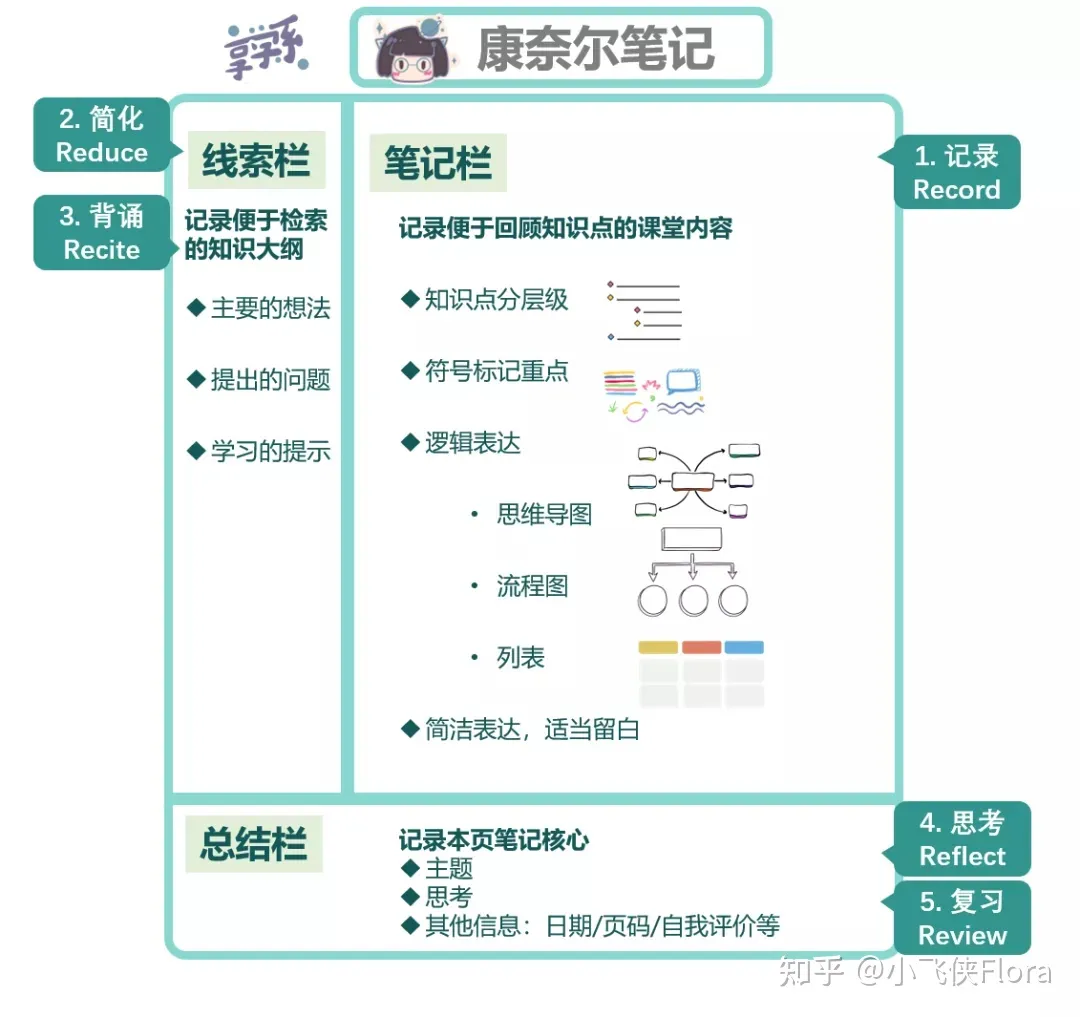 享学系
康奈尔笔记
2. 简化
Reduce
3. 背诵
Recite
线索栏
记录便于检索
的知识大纲
◆主要的想法
◆提出的问题
◆学习的提示
笔记栏
记录便于回顾知识点的课堂内容
◆知识点分层级
◆符号标记重点
◆逻辑表达
• 思维导图
• 流程图
• 列表
◆简洁表达，适当留白
1. 记录
Record
总结栏
记录本页笔记核心
◆主题
◆思考
◆其他信息：日期/页码/自我评价等
4. 思考
Reflect
5. 复习
Review
知乎 @小飞侠Flora